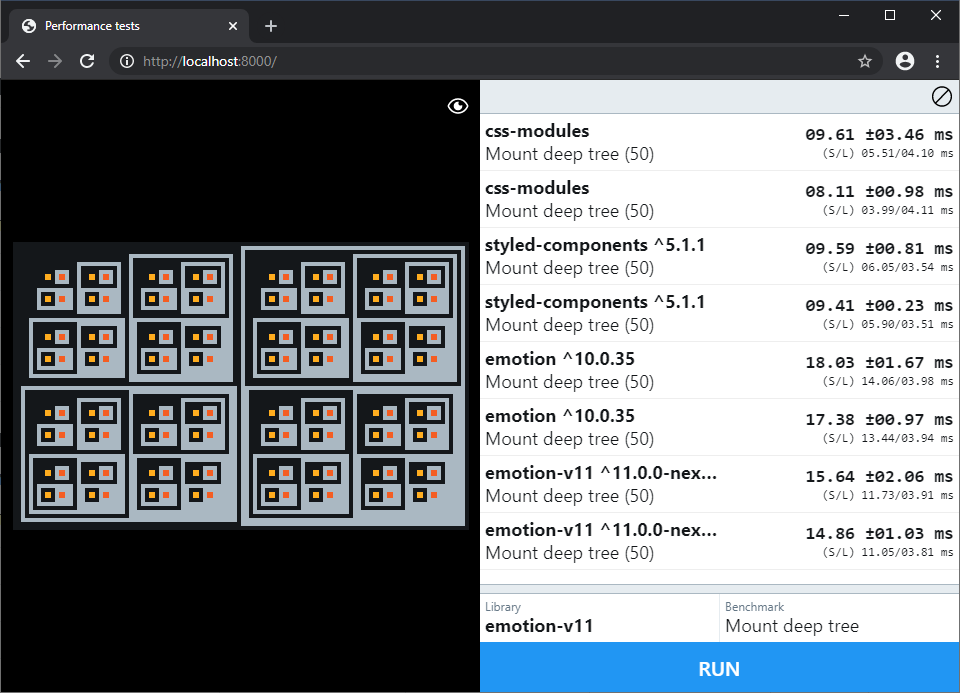 Performance tests
http://localhost:8000/
css-modules
09.61 ±03.46 ms
Mount deep tree (50)
(S/L) 05.51/04.10 ms
css-modules
08.11 ±00.98 ms
Mount deep tree (50)
(S/L) 03.99/04.11 ms
styled-components ^5.1.1
09.59 ±00.81 ms
Mount deep tree (50)
(S/L) 06.05/03.54 ms
styled-components ^5.1.1
09.41 ±00.23 ms
Mount deep tree (50)
(S/L) 05.90/03.51 ms
emotion ^10.0.35
18.03 ±01.67 ms
Mount deep tree (50)
(S/L) 14.06/03.98 ms
emotion ^10.0.35
17.38 ±00.97 ms
Mount deep tree (50)
(S/L) 13.44/03.94 ms
emotion-v11 ^11.0.0-nex...
15.64 ±02.06 ms
Mount deep tree (50)
(S/L) 11.73/03.91 ms
emotion-v11 ^11.0.0-nex...
14.86 ±01.03 ms
Mount deep tree (50)
(S/L) 11.05/03.81 ms
Library
emotion-v11
Benchmark
Mount deep tree
RUN